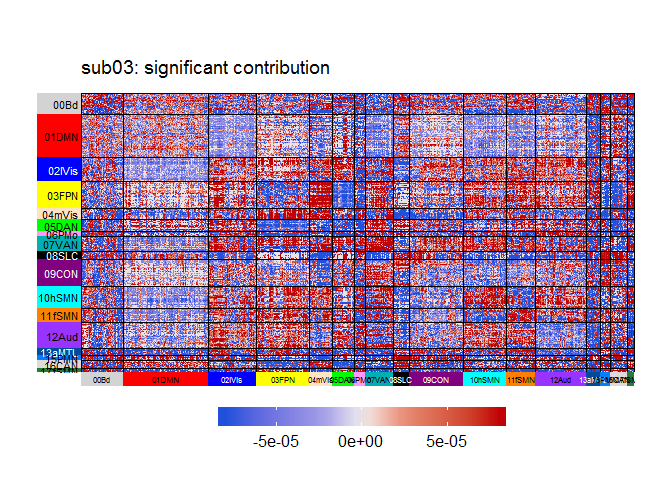 sub03: significant contribution
00Bd
01DMN
02lVis
03FPN
04mVis
05DAN
06PMo
07VAN
08SLC
09CON
10hSMN
11fSMN
12Aud
13aMTL
16CAN
00Bd 01DMN 02lVis 03FPN 04mVis 05DAN 07VAN 08SLC 09CON 10hSMN 11fSMN 12Aud
-5e-05 0e+00 5e-05